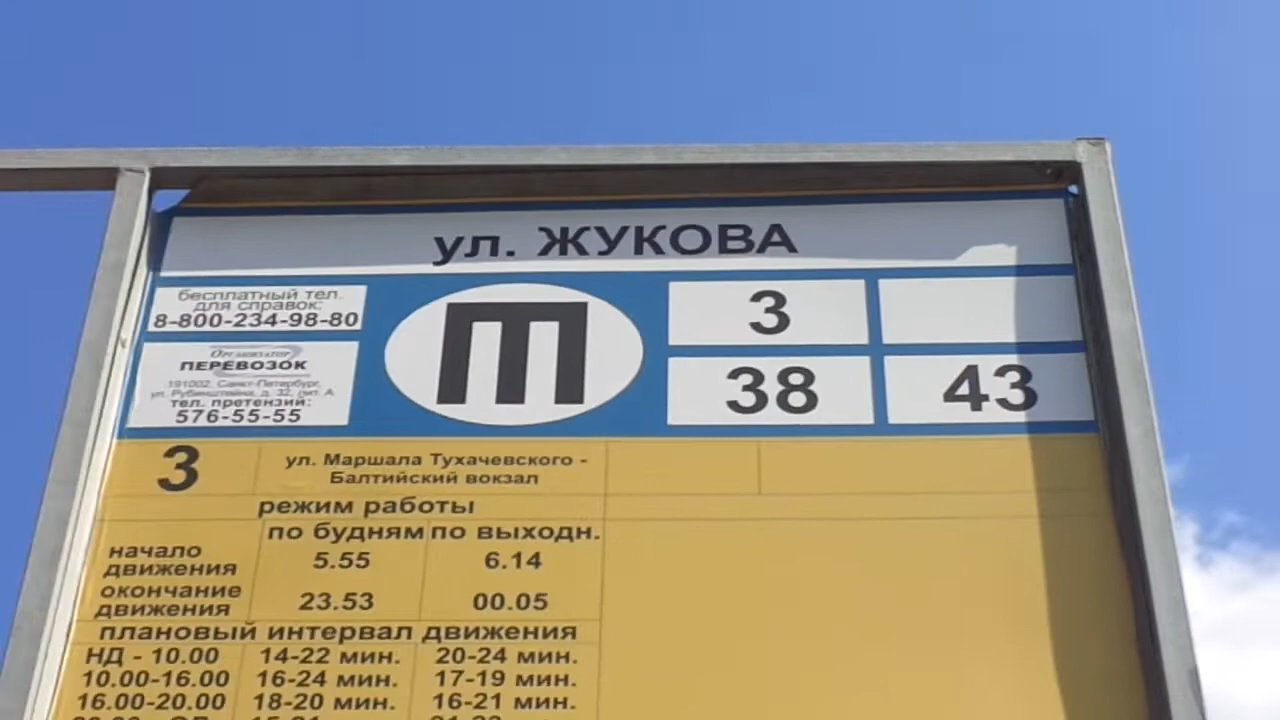 ул. ЖУКОВА
бесплатный тел.
для справок:
8-800-234-98-80
Ш
3
38
43
Организатор
ПЕРЕВОЗОК
191002, Санкт-Петербург,
ул. Рубинштейна, д. 32, лит. А
тел. претензий:
576-55-55
3
ул. Маршала Тухачевского -
Балтийский вокзал
режим работы
по будням по выходн.
начало
движения
5.55 6.14
окончание
движения
23.53 00.05
плановый интервал движения
НД - 10.00 14-22 мин. 20-24 мин.
10.00-16.00 16-24 мин. 17-19 мин.
16.00-20.00 18-20 мин. 16-21 мин.